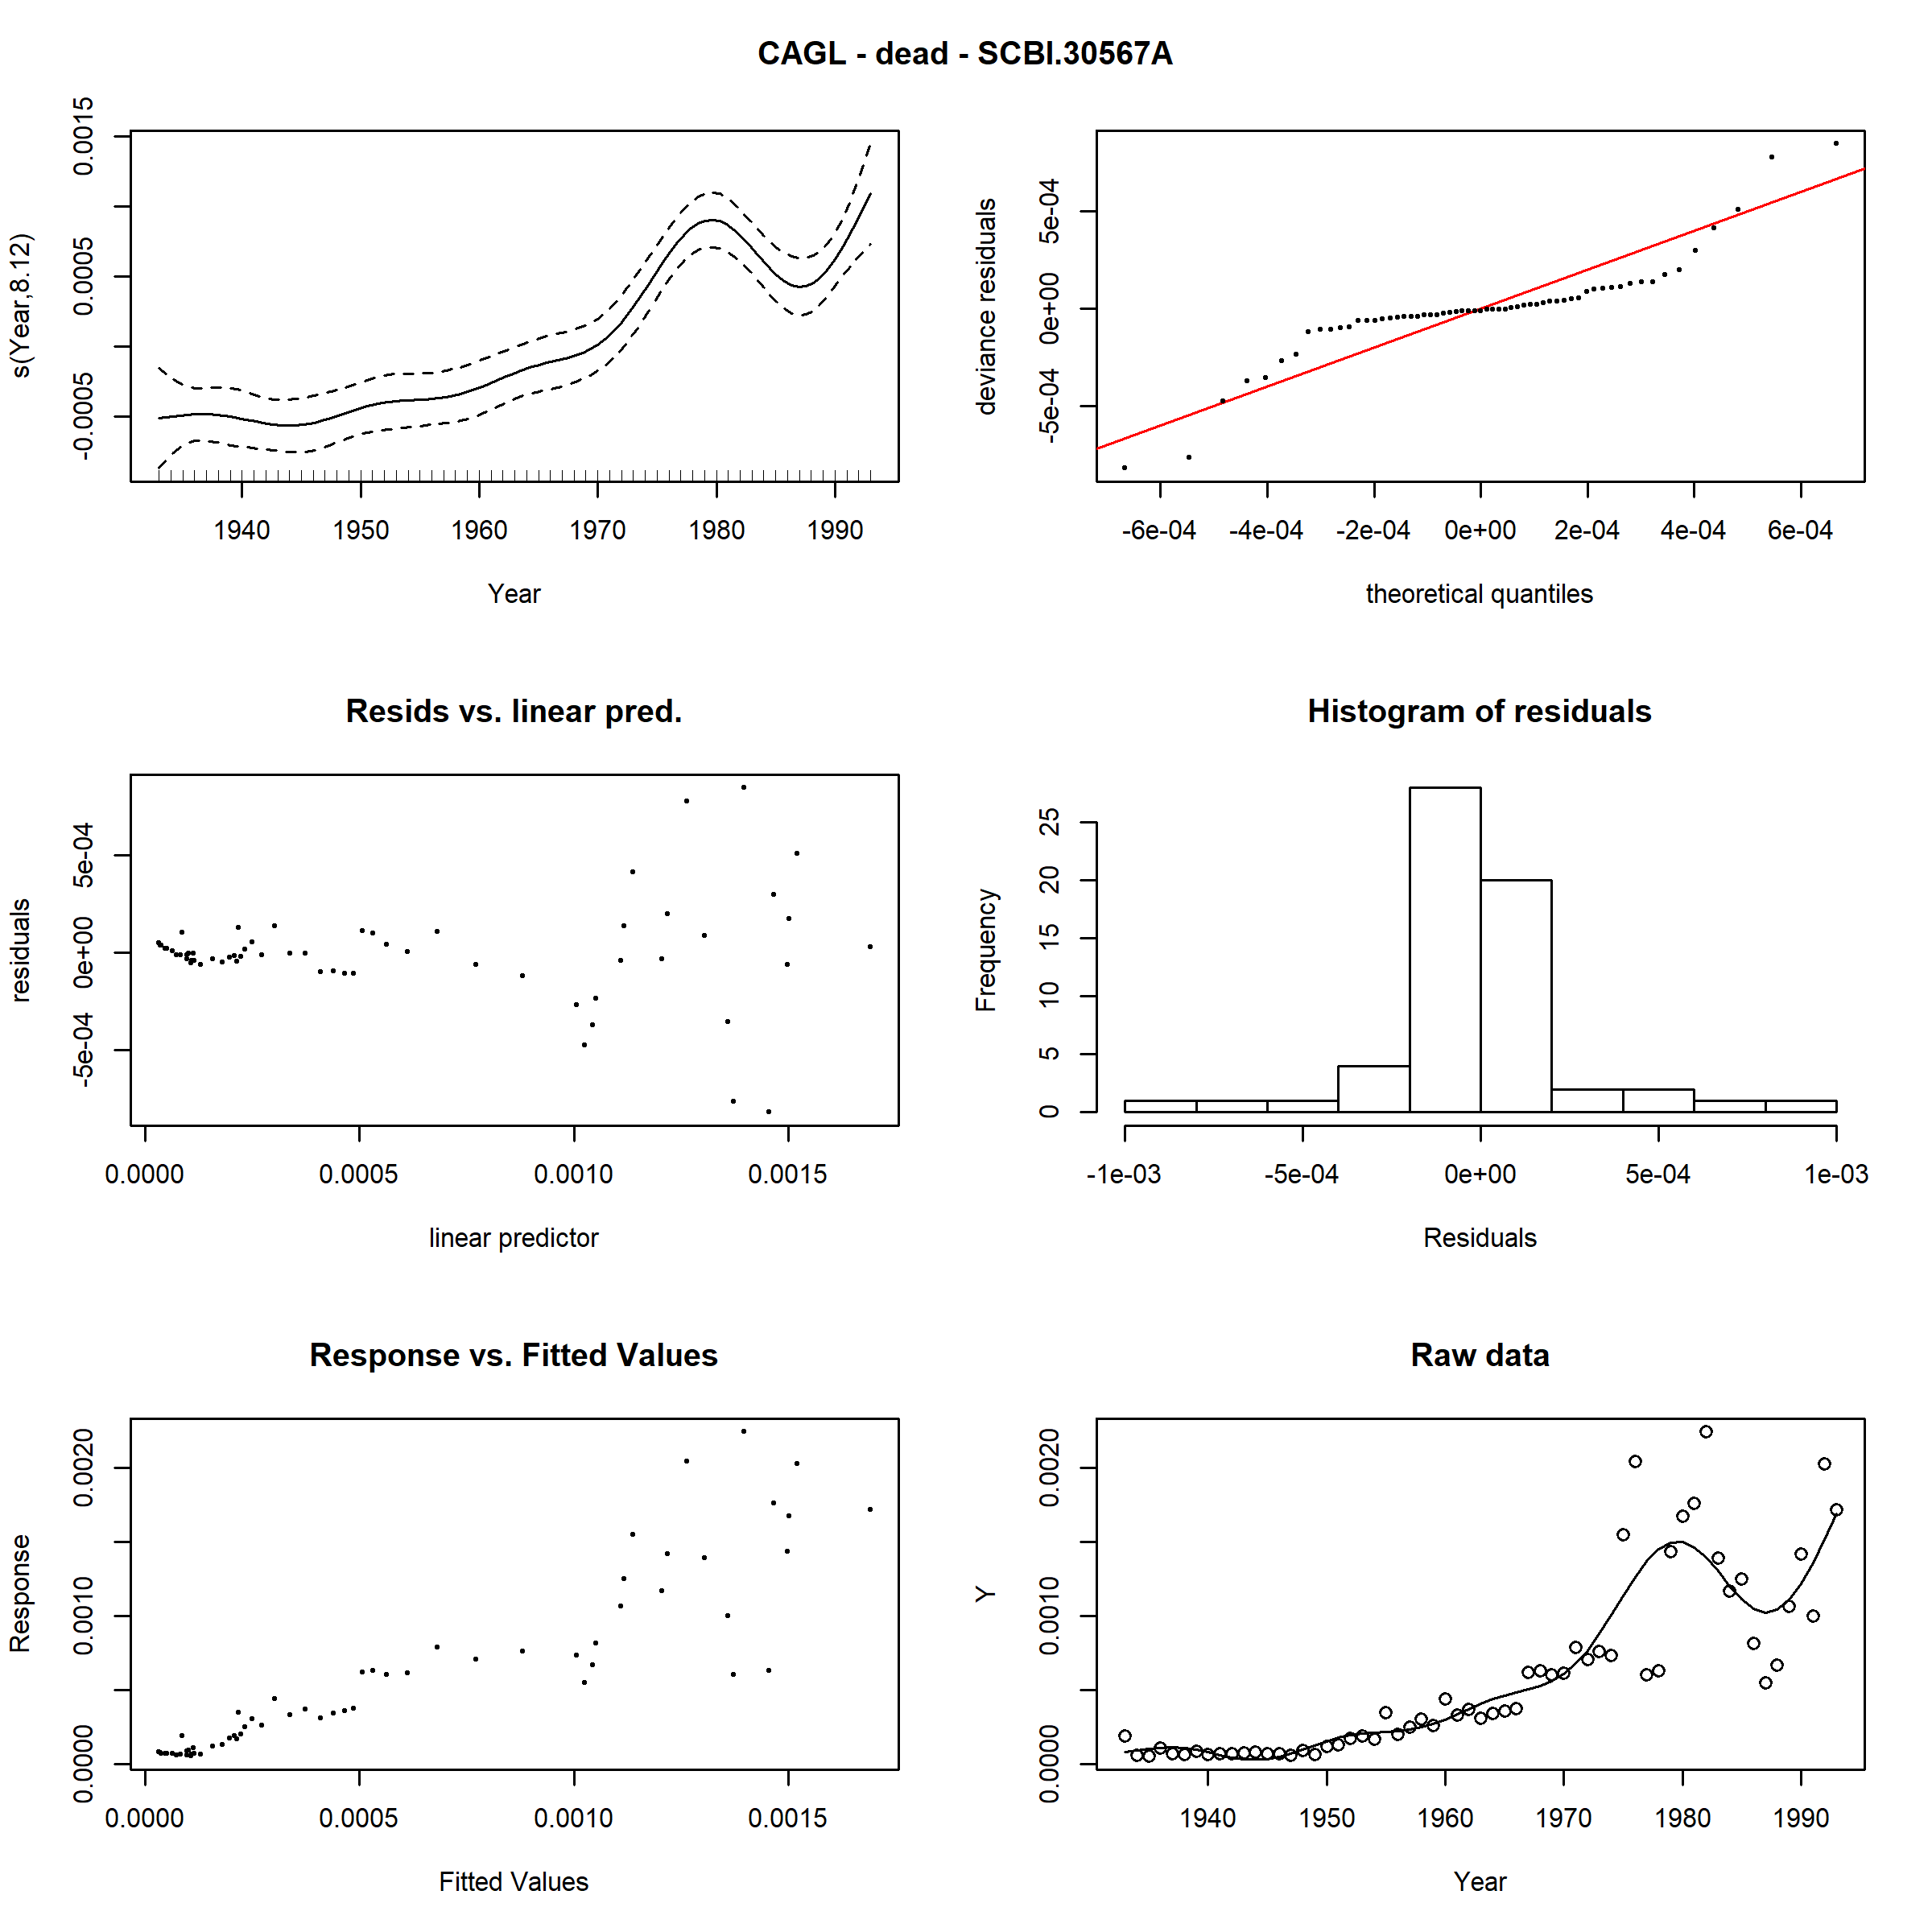 CAGL - dead - SCBI.30567A
s(Year,8.12)
-0.0005 0.0005 0.0015
1940 1950 1960 1970 1980 1990
Year
deviance residuals
-5e-04 0e+00 5e-04
-6e-04 -4e-04 -2e-04 0e+00 2e-04 4e-04 6e-04
theoretical quantiles
Resids vs. linear pred.
residuals
-5e-04 0e+00 5e-04
0.0000 0.0005 0.0010 0.0015
linear predictor
Histogram of residuals
Frequency
0 5 10 15 20 25
-1e-03 -5e-04 0e+00 5e-04 1e-03
Residuals
Response vs. Fitted Values
Response
0.0000 0.0010 0.0020
0.0000 0.0005 0.0010 0.0015
Fitted Values
Raw data
Y
0.0000 0.0010 0.0020
1940 1950 1960 1970 1980 1990
Year